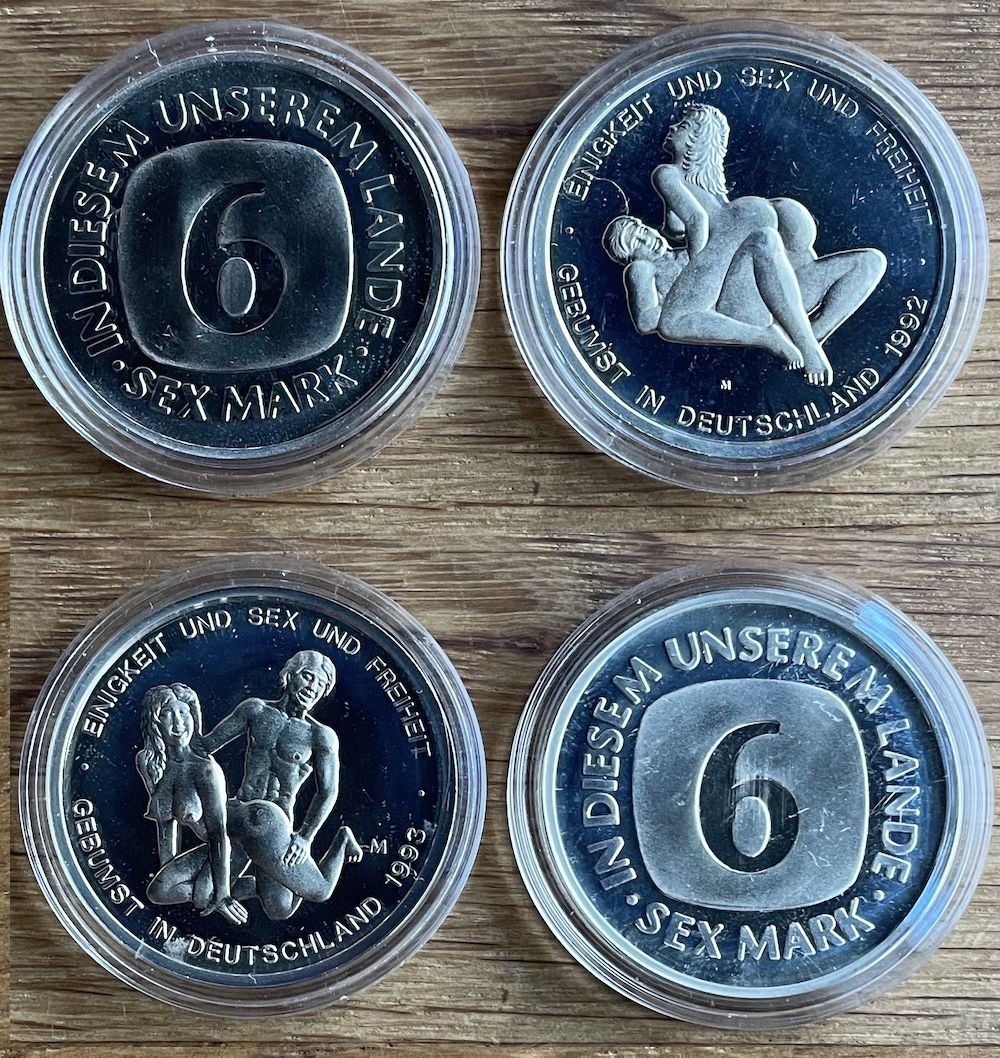 IN DIESEM UNSEREM LANDE
6
SEX MARK
EINIGKEIT UND SEX UND FREIHEIT
M
GEBUMST IN DEUTSCHLAND 1992
EINIGKEIT UND SEX UND FREIHEIT
M
GEBUMST IN DEUTSCHLAND 1993
IN DIESEM UNSEREM LANDE
6
SEX MARK